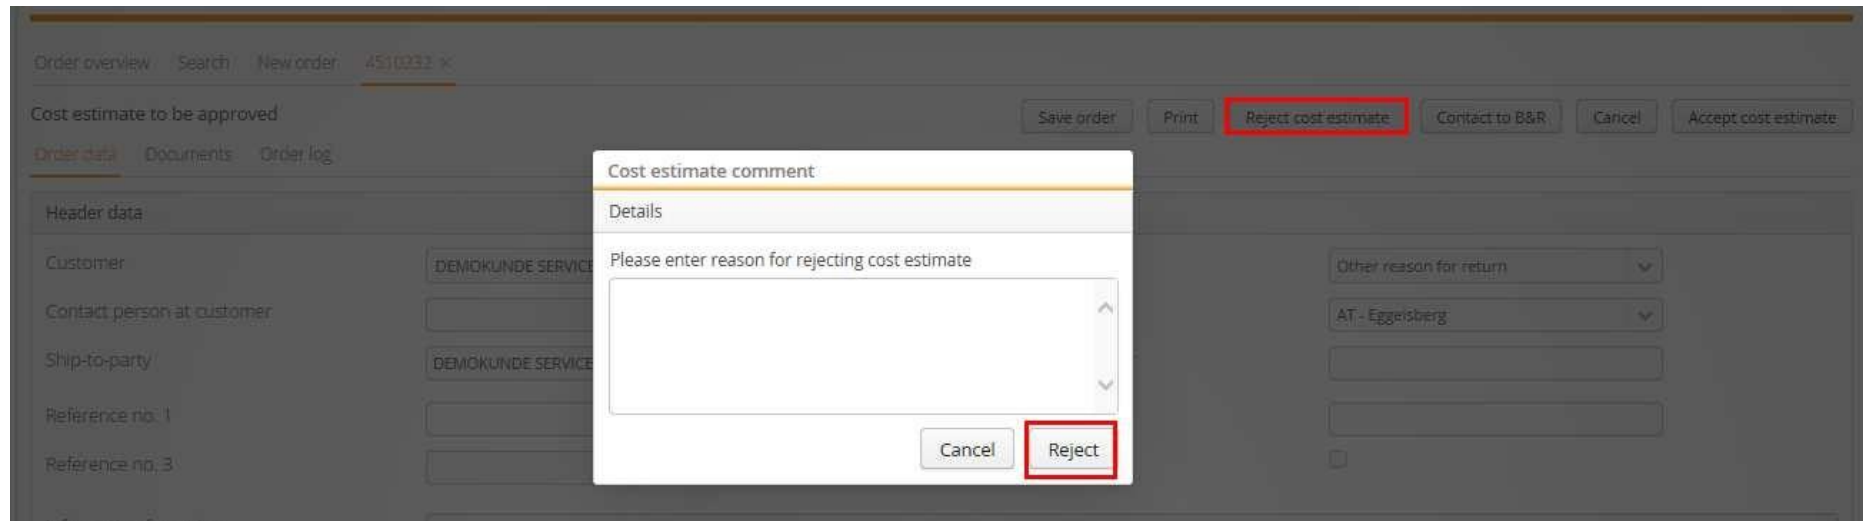 Order overview Search New order 4510232 ×
Cost estimate to be approved
Save order Print Reject cost estimate Contact to B&R Cancel Accept cost estimate
Order data Documents Order log
Cost estimate comment
Header data
Details
Customer DEMOKUNDE SERVICE Other reason for return
Please enter reason for rejecting cost estimate
Contact person at customer AT - Eggelsberg
Ship-to-party DEMOKUNDE SERVICE
Reference no. 1
Cancel Reject
Reference no. 3